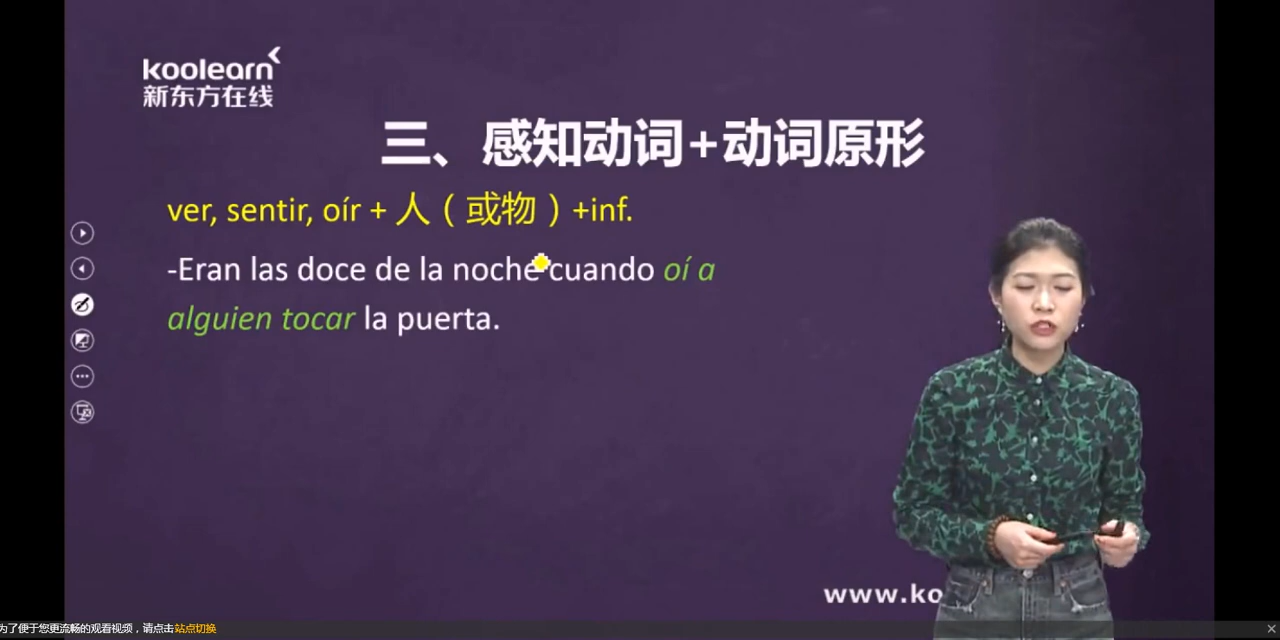 koolearn
新东方在线
三、感知动词+动词原形
ver, sentir, oír + 人（或物）+inf.
-Eran las doce de la noche cuando oí a
alguien tocar la puerta.
www.ko
为了便于您更流畅的观看视频，请点击站点切换